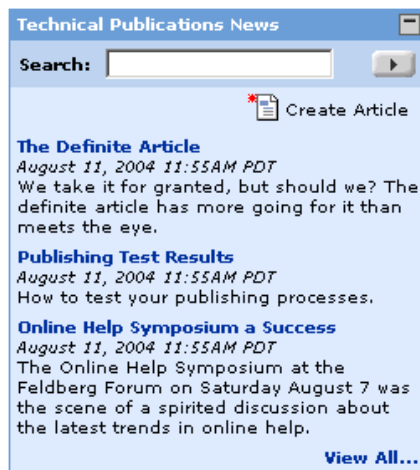 Technical Publications News
Search:
Create Article
The Definite Article
August 11, 2004 11:55AM PDT
We take it for granted, but should we? The
definite article has more going for it than
meets the eye.
Publishing Test Results
August 11, 2004 11:55AM PDT
How to test your publishing processes.
Online Help Symposium a Success
August 11, 2004 11:55AM PDT
The Online Help Symposium at the
Feldberg Forum on Saturday August 7 was
the scene of a spirited discussion about
the latest trends in online help.
View All...